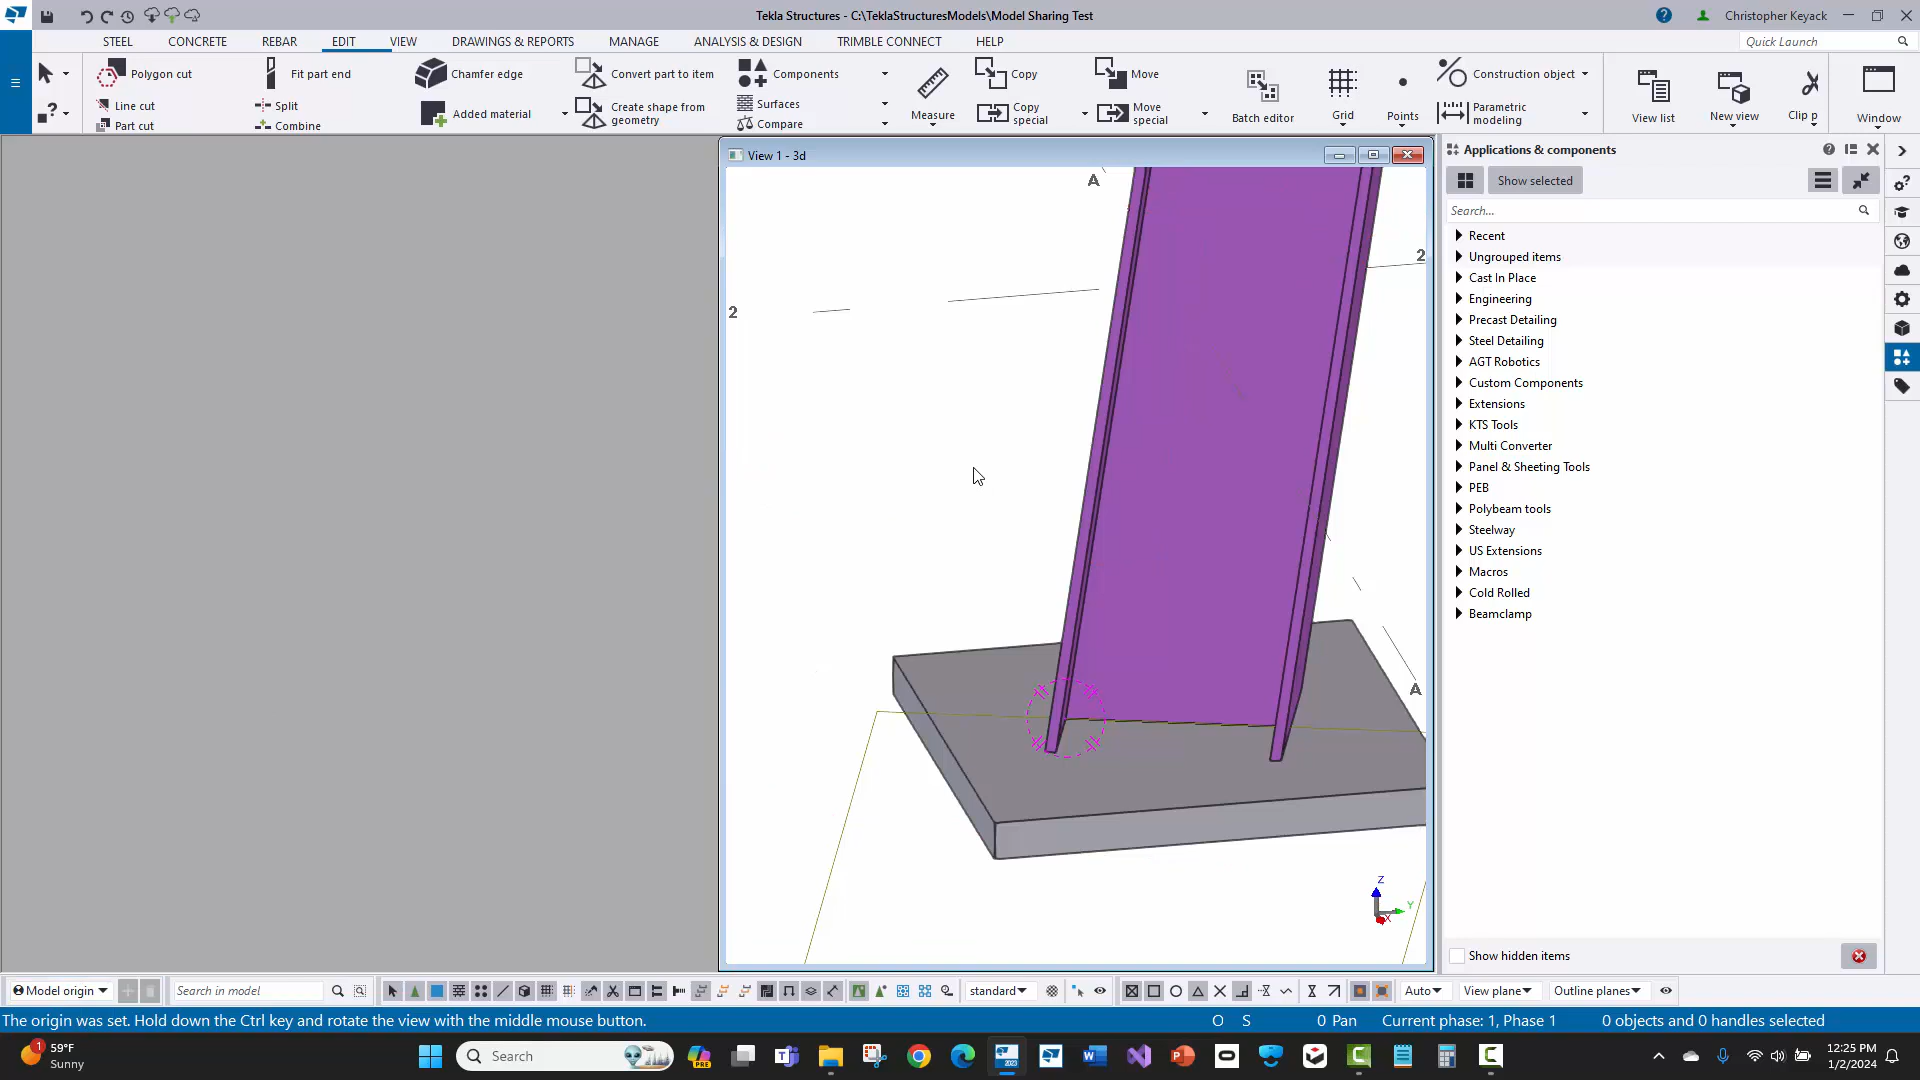 Tekla Structures - C:\TeklaStructuresModels\Model Sharing Test
Christopher Keyack
STEEL CONCRETE REBAR EDIT VIEW DRAWINGS & REPORTS MANAGE ANALYSIS & DESIGN TRIMBLE CONNECT HELP
Quick Launch
Polygon cut
Line cut
Part cut
Fit part end
Split
Combine
Chamfer edge
Added material
Convert part to item
Create shape from geometry
Components
Surfaces
Compare
Measure
Copy
Copy special
Move
Move special
Batch editor
Grid
Points
Construction object
Parametric modeling
View list
New view
Clip p
Window
View 1 - 3d
A
2
2
A
Z
Y
X
Applications & components
Show selected
Search...
Recent
Ungrouped items
Cast In Place
Engineering
Precast Detailing
Steel Detailing
AGT Robotics
Custom Components
Extensions
KTS Tools
Multi Converter
Panel & Sheeting Tools
PEB
Polybeam tools
Steelway
US Extensions
Macros
Cold Rolled
Beamclamp
Show hidden items
Model origin
Search in model
standard
Auto
View plane
Outline planes
The origin was set. Hold down the Ctrl key and rotate the view with the middle mouse button.
O S 0 Pan Current phase: 1, Phase 1 0 objects and 0 handles selected
1
59°F
Sunny
Search
PRE
2023
12:25 PM
1/2/2024